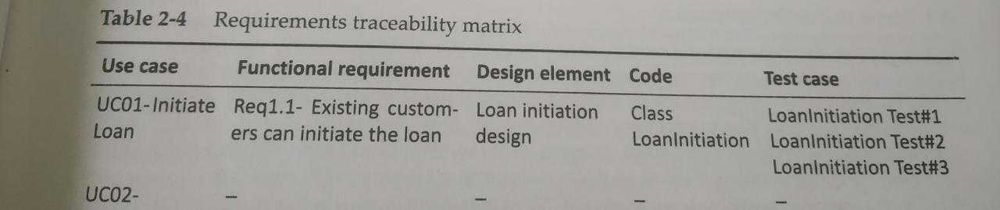 Table 2-4 Requirements traceability matrix
Use case Functional requirement Design element Code Test case
UC01-Initiate Req1.1- Existing custom- Loan initiation Class LoanInitiation Test#1
Loan ers can initiate the loan design LoanInitiation LoanInitiation Test#2
LoanInitiation Test#3
UC02- – – – –